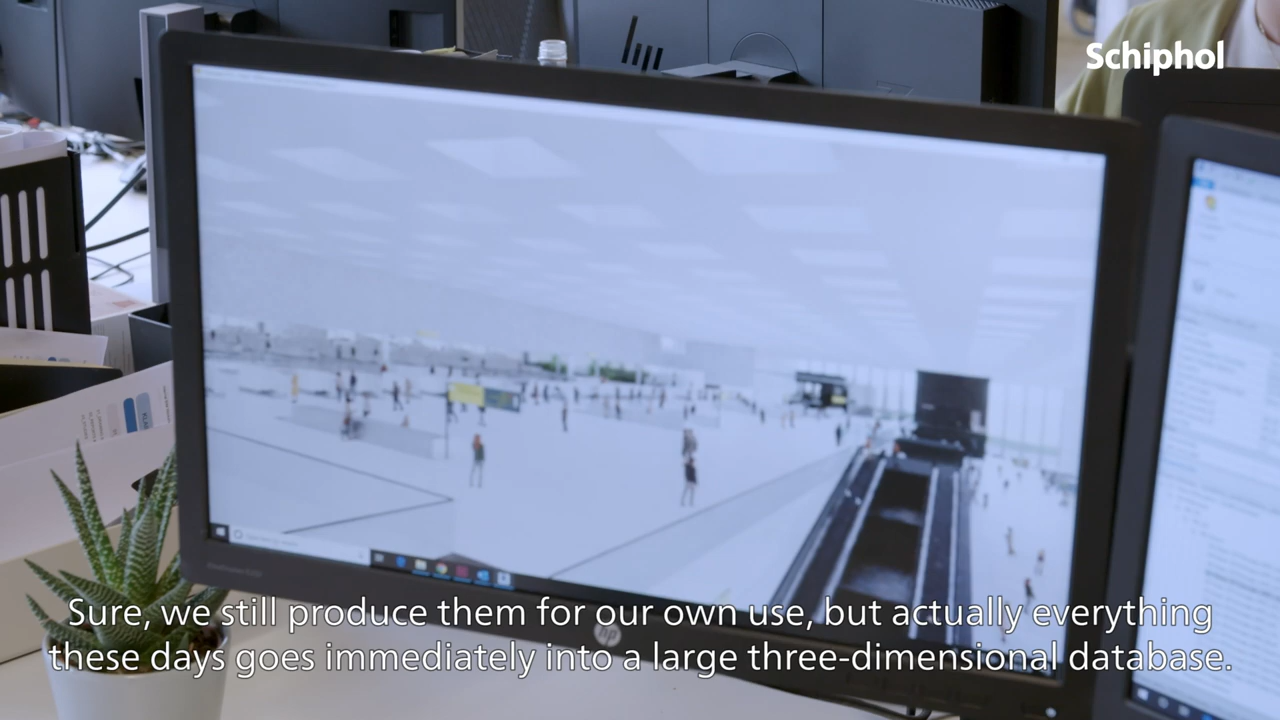 Schiphol
hp
Sure, we still produce them for our own use, but actually everything
these days goes immediately into a large three-dimensional database.